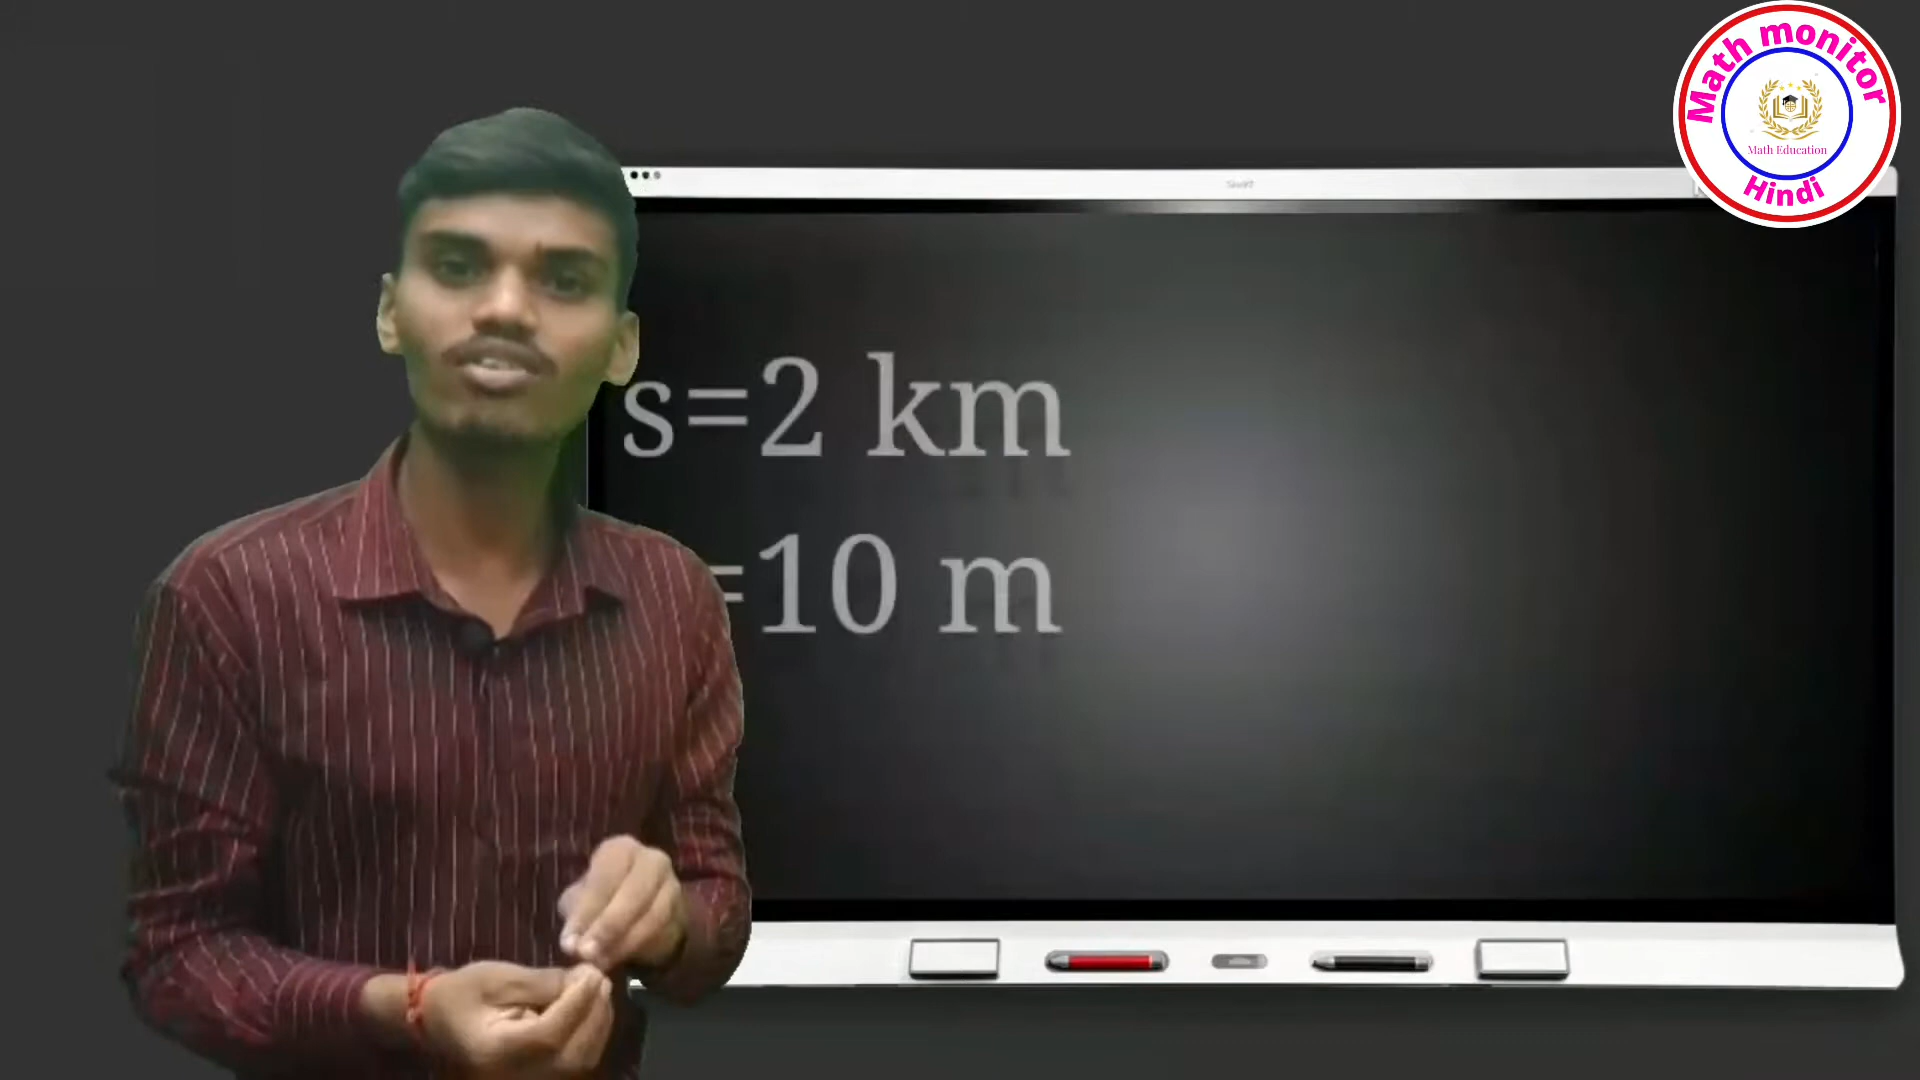 Math monitor
Math Education
Hindi
s=2 km
=10 m